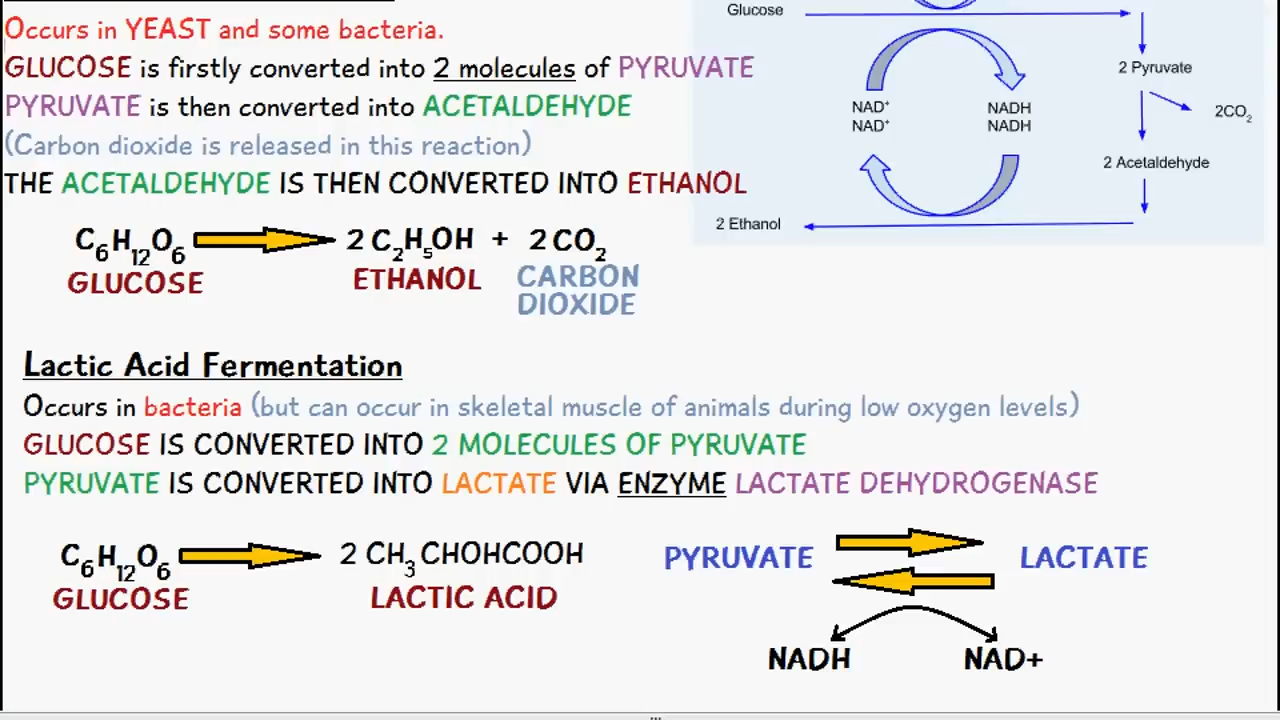 Occurs in YEAST and some bacteria.
GLUCOSE is firstly converted into 2 molecules of PYRUVATE
PYRUVATE is then converted into ACETALDEHYDE
(Carbon dioxide is released in this reaction)
THE ACETALDEHYDE IS THEN CONVERTED INTO ETHANOL
C6H12O6 2 C2H5OH + 2 CO2
GLUCOSE ETHANOL CARBON DIOXIDE
Glucose
2 Pyruvate
NAD+ NADH
NAD+ NADH
2CO2
2 Acetaldehyde
2 Ethanol
Lactic Acid Fermentation
Occurs in bacteria (but can occur in skeletal muscle of animals during low oxygen levels)
GLUCOSE IS CONVERTED INTO 2 MOLECULES OF PYRUVATE
PYRUVATE IS CONVERTED INTO LACTATE VIA ENZYME LACTATE DEHYDROGENASE
C6H12O6 2 CH3CHOHCOOH
GLUCOSE LACTIC ACID
PYRUVATE LACTATE
NADH NAD+